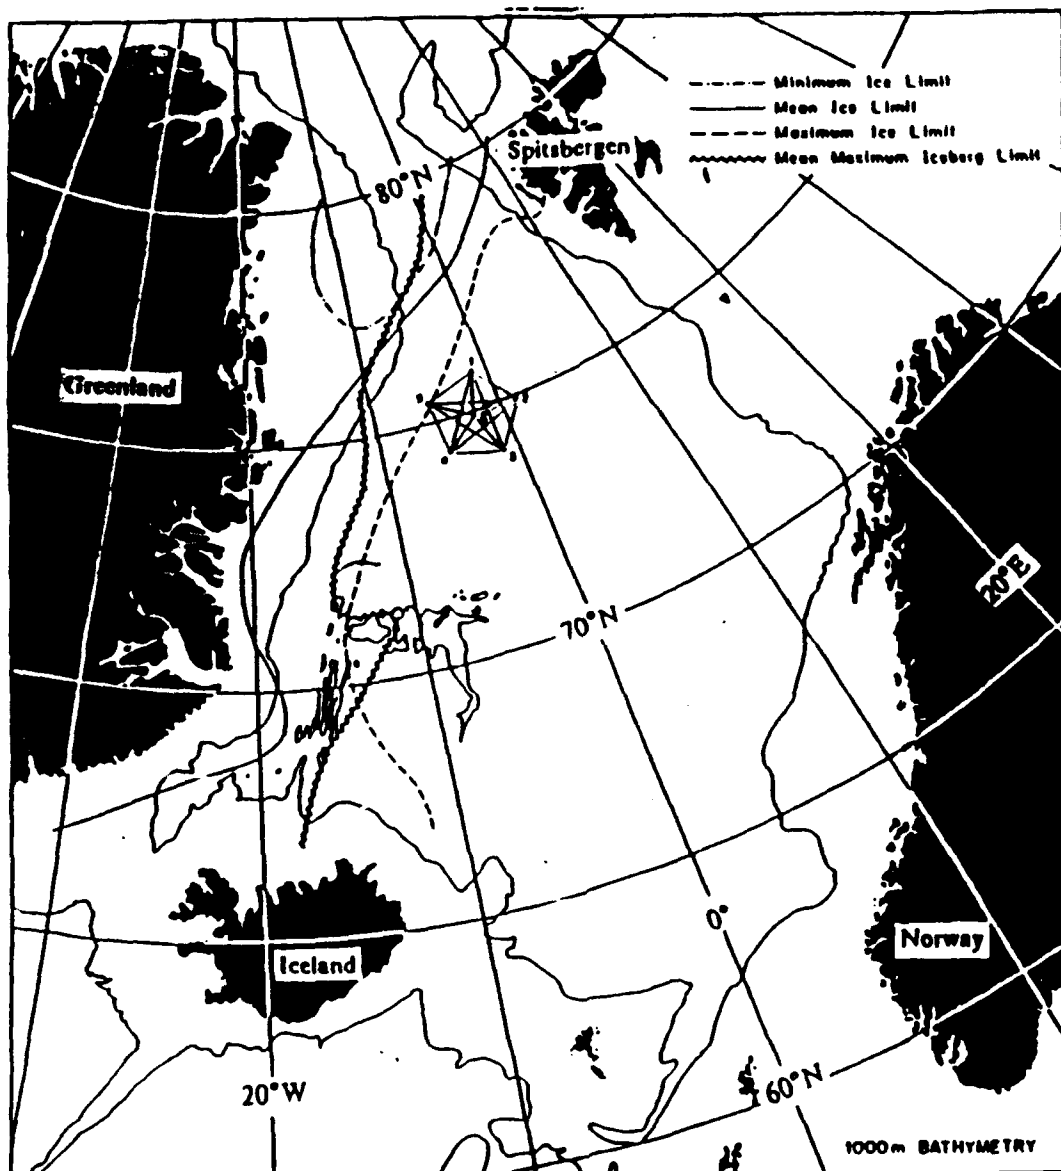 Minimum Ice Limit
Mean Ice Limit
Maximum Ice Limit
Mean Maximum Iceberg Limit
Spitsbergen
80°N
Greenland
20°E
70°N
0°
Norway
Iceland
20°W
60°N
1000m BATHYMETRY